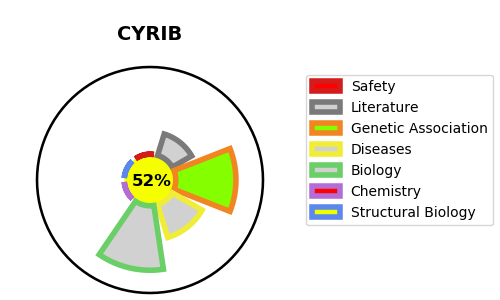 CYRIB
52%
Safety
Literature
Genetic Association
Diseases
Biology
Chemistry
Structural Biology